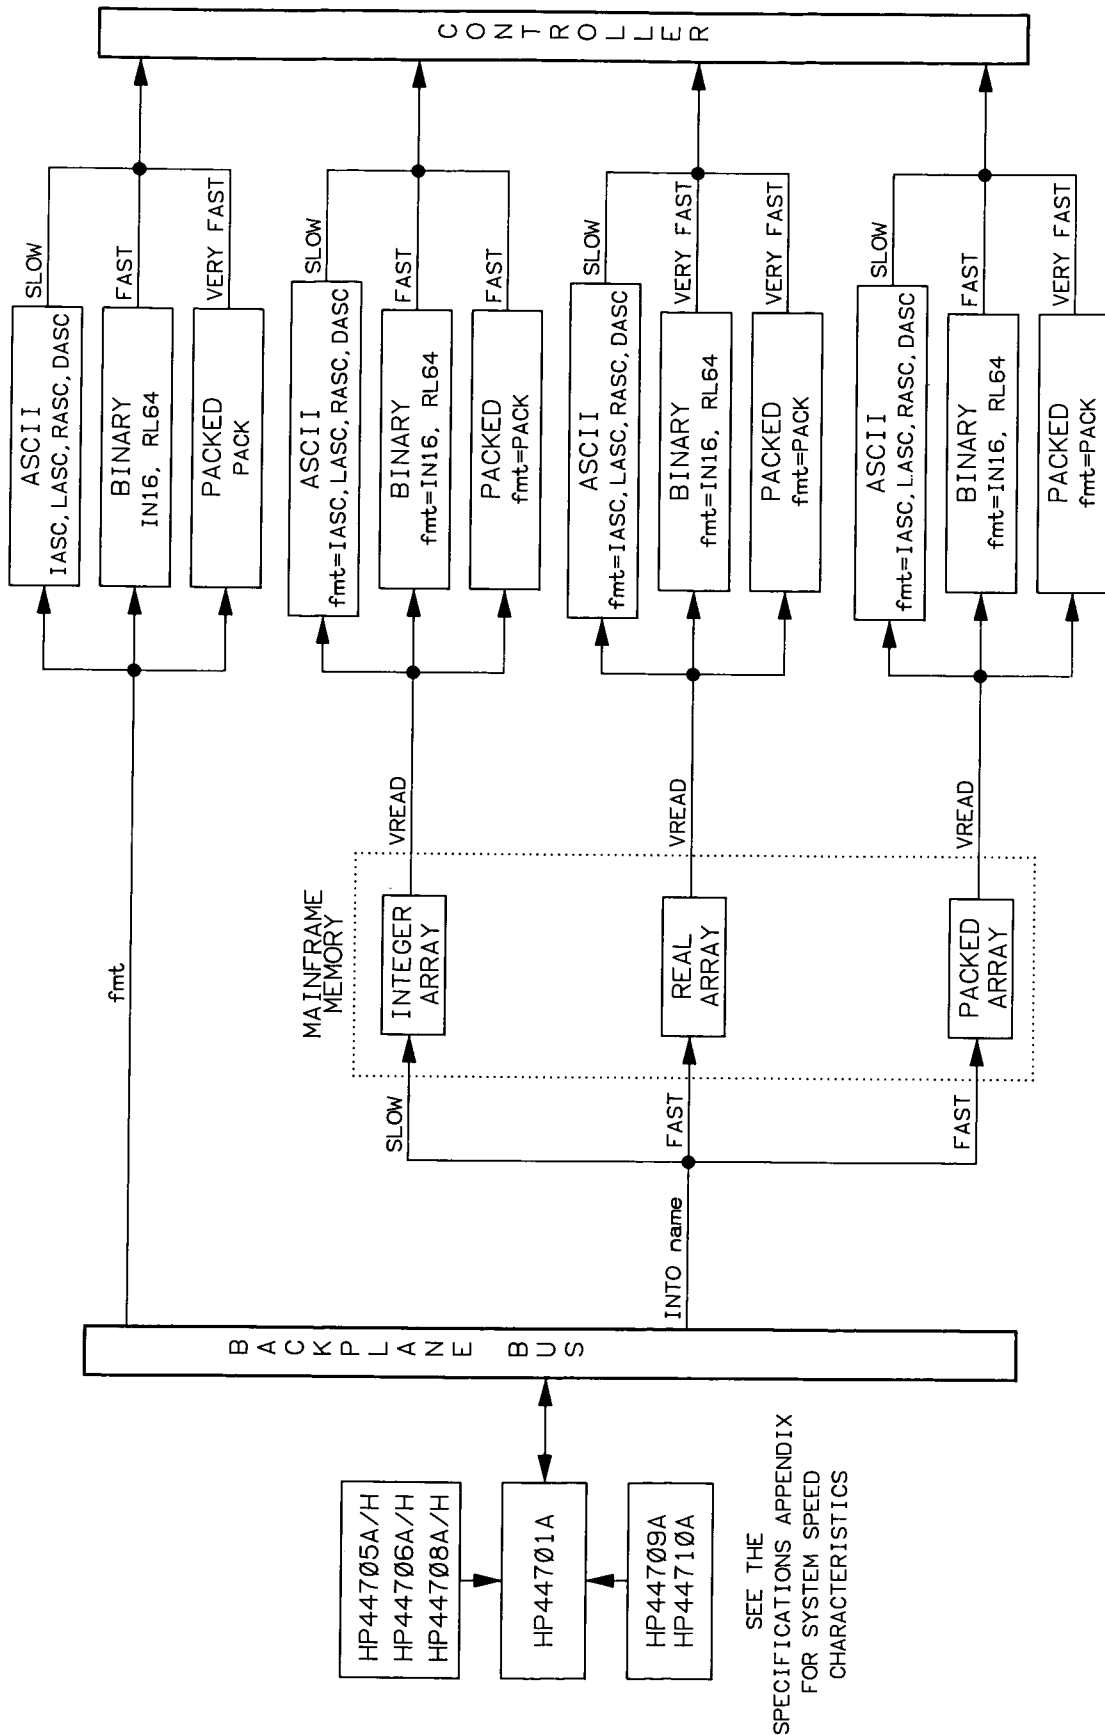 HP44705A/H
HP44706A/H
HP44708A/H
HP44701A
HP44709A
HP44710A
SEE THE
SPECIFICATIONS APPENDIX
FOR SYSTEM SPEED
CHARACTERISTICS
BACKPLANE BUS
fmt
INTO name
SLOW
FAST
FAST
MAINFRAME
MEMORY
INTEGER
ARRAY
REAL
ARRAY
PACKED
ARRAY
VREAD
VREAD
VREAD
ASCII
IASC, LASC, RASC, DASC
SLOW
BINARY
IN16, RL64
FAST
PACKED
PACK
VERY FAST
ASCII
fmt=IASC, LASC, RASC, DASC
SLOW
BINARY
fmt=IN16, RL64
FAST
PACKED
fmt=PACK
FAST
ASCII
fmt=IASC, LASC, RASC, DASC
SLOW
BINARY
fmt=IN16, RL64
VERY FAST
PACKED
fmt=PACK
VERY FAST
ASCII
fmt=IASC, LASC, RASC, DASC
SLOW
BINARY
fmt=IN16, RL64
FAST
PACKED
fmt=PACK
VERY FAST
CONTROLLER